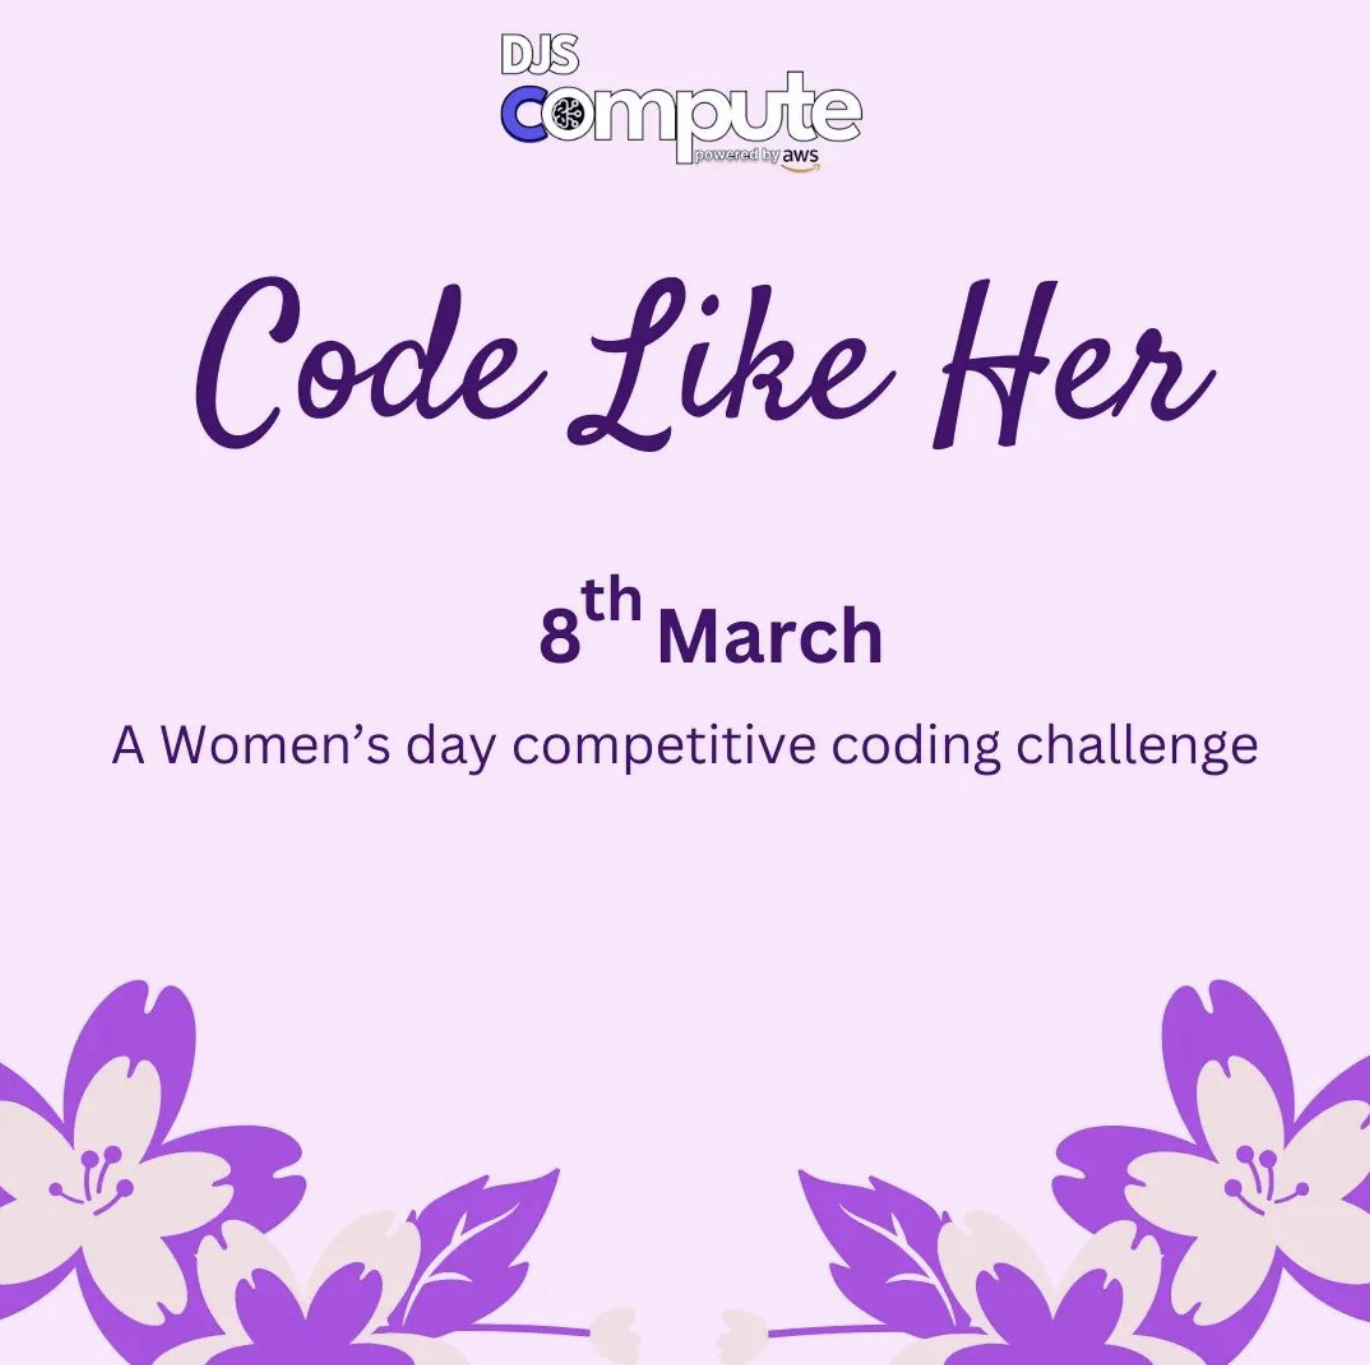 DJS
compute
powered by aws
Code Like Her
8th March
A Women’s day competitive coding challenge